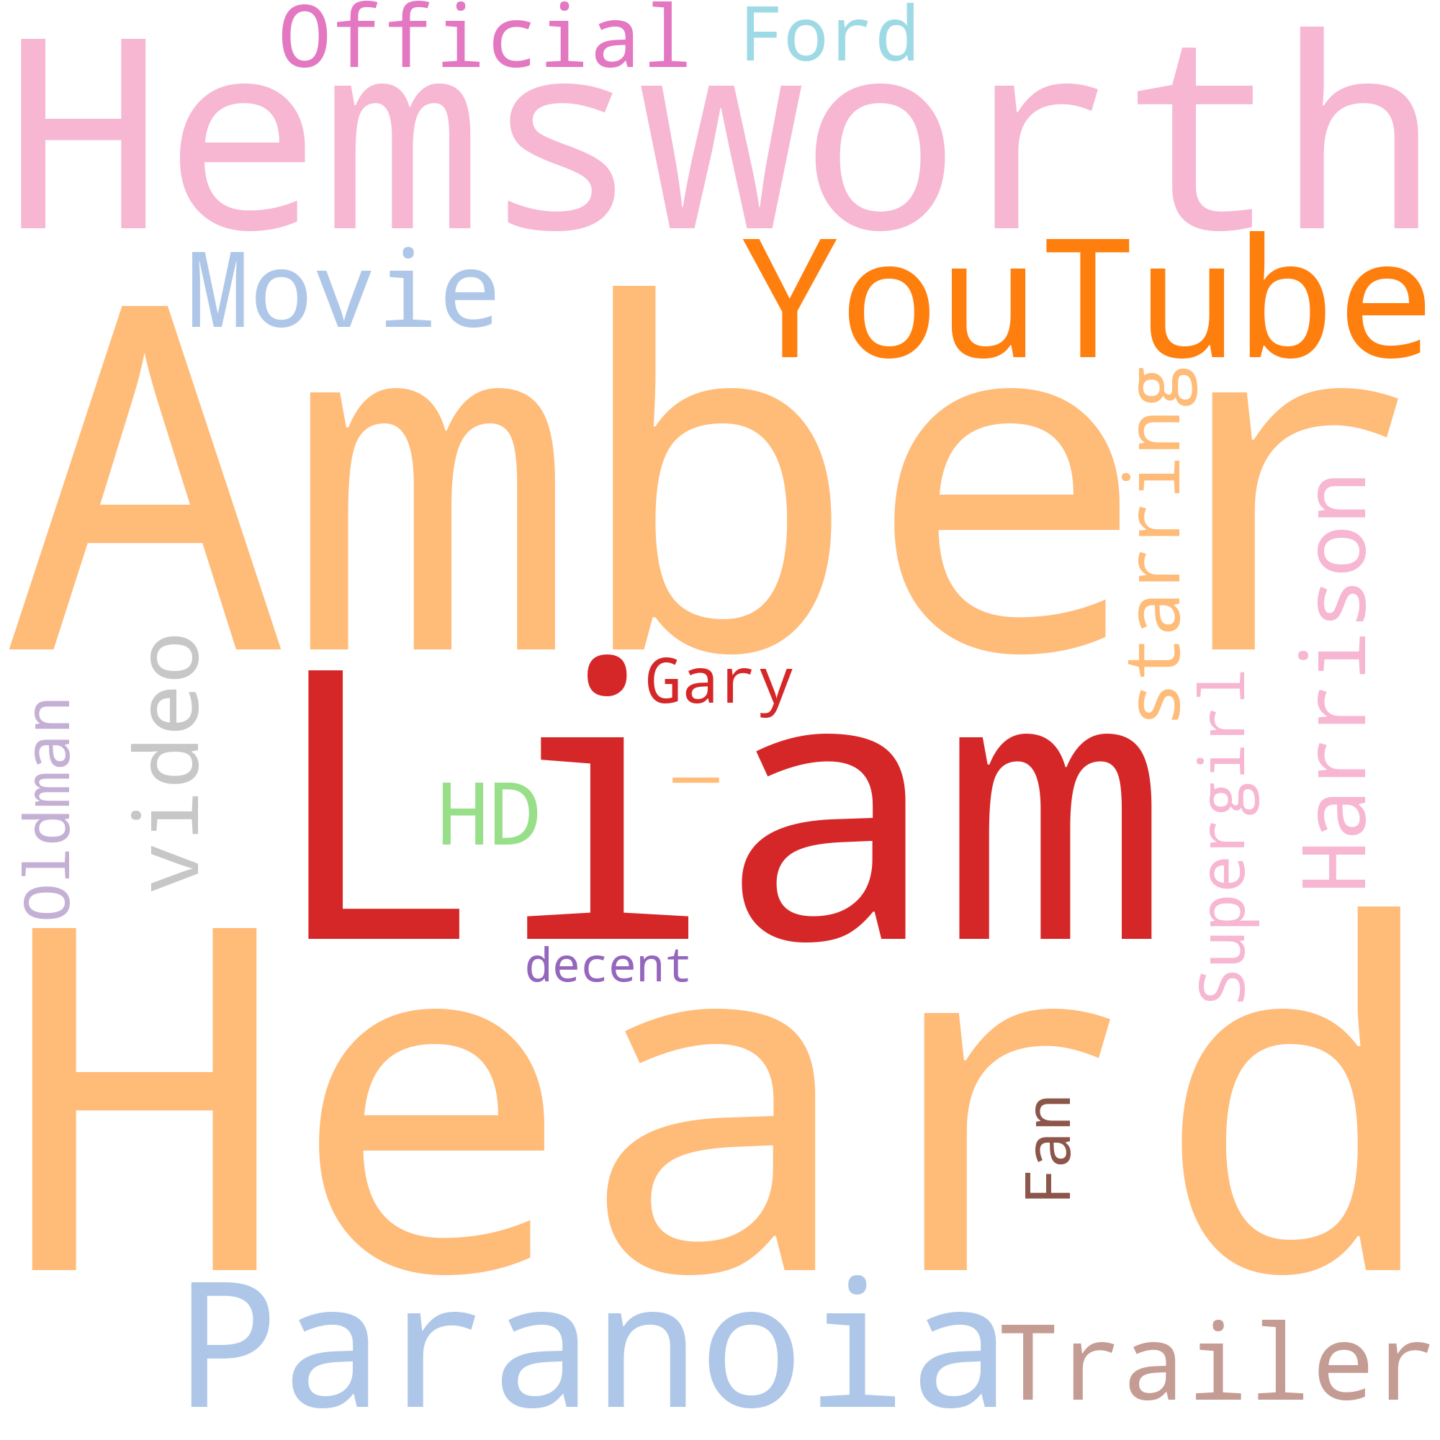 Official Ford
Hemsworth
Movie YouTube
Amber
starring
Harrison
video
Gary
Liam
Supergirl
Oldman
HD —
decent
Heard
Fan
Paranoia Trailer